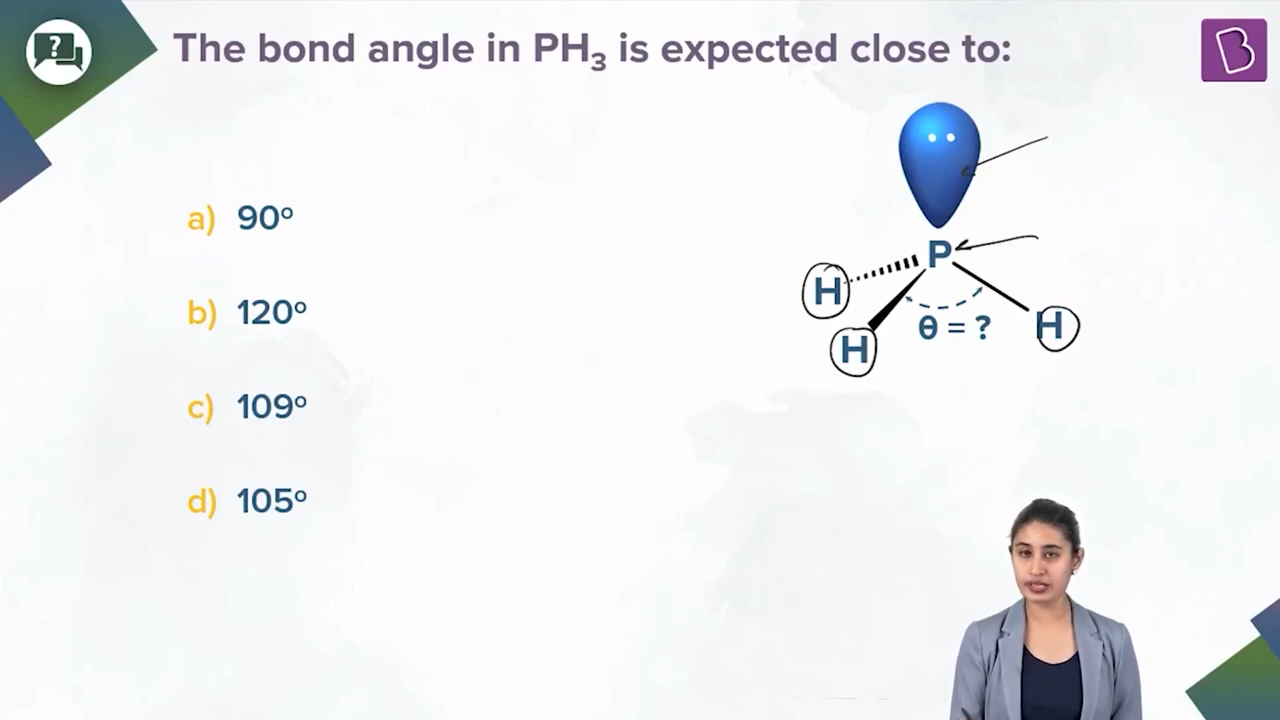 The bond angle in PH₃ is expected close to:
a) 90º
b) 120º
c) 109º
d) 105º
P
H
H
H
θ = ?